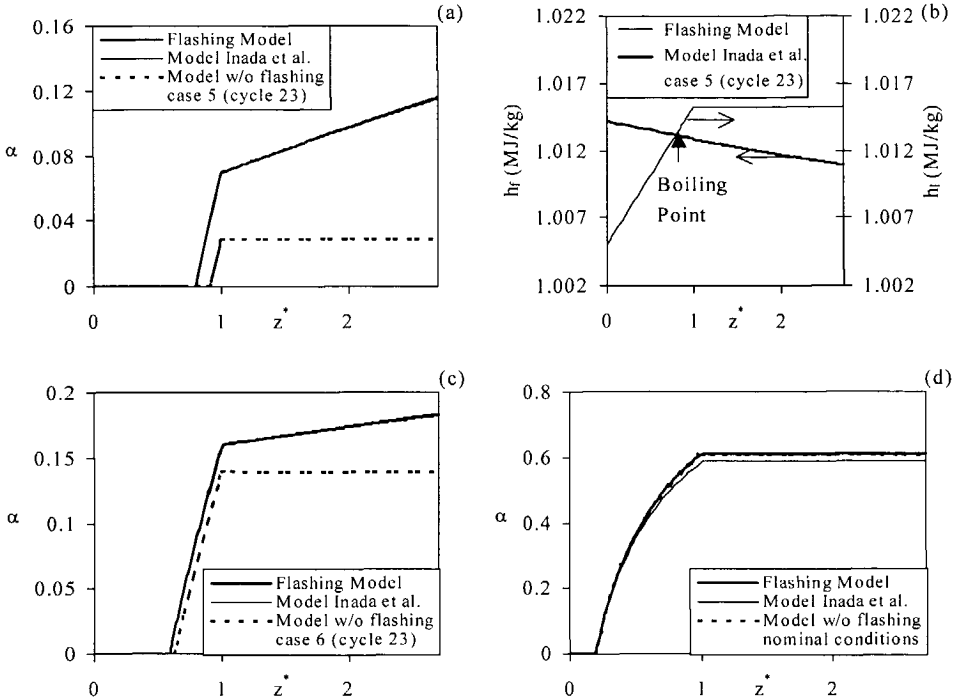 (a)
0.16
0.12
0.08
0.04
0
α
Flashing Model
Model Inada et al.
Model w/o flashing
case 5 (cycle 23)
0 1 2
z*
(b)
1.022
1.017
1.012
1.007
1.002
hf (MJ/kg)
Flashing Model
Model Inada et al.
case 5 (cycle 23)
Boiling
Point
1.022
1.017
1.012
1.007
1.002
hl (MJ/kg)
0 1 2
z*
(c)
0.2
0.15
0.1
0.05
0
α
Flashing Model
Model Inada et al.
Model w/o flashing
case 6 (cycle 23)
0 1 2
z*
(d)
0.8
0.6
0.4
0.2
0
α
Flashing Model
Model Inada et al.
Model w/o flashing
nominal conditions
0 1 2
z*